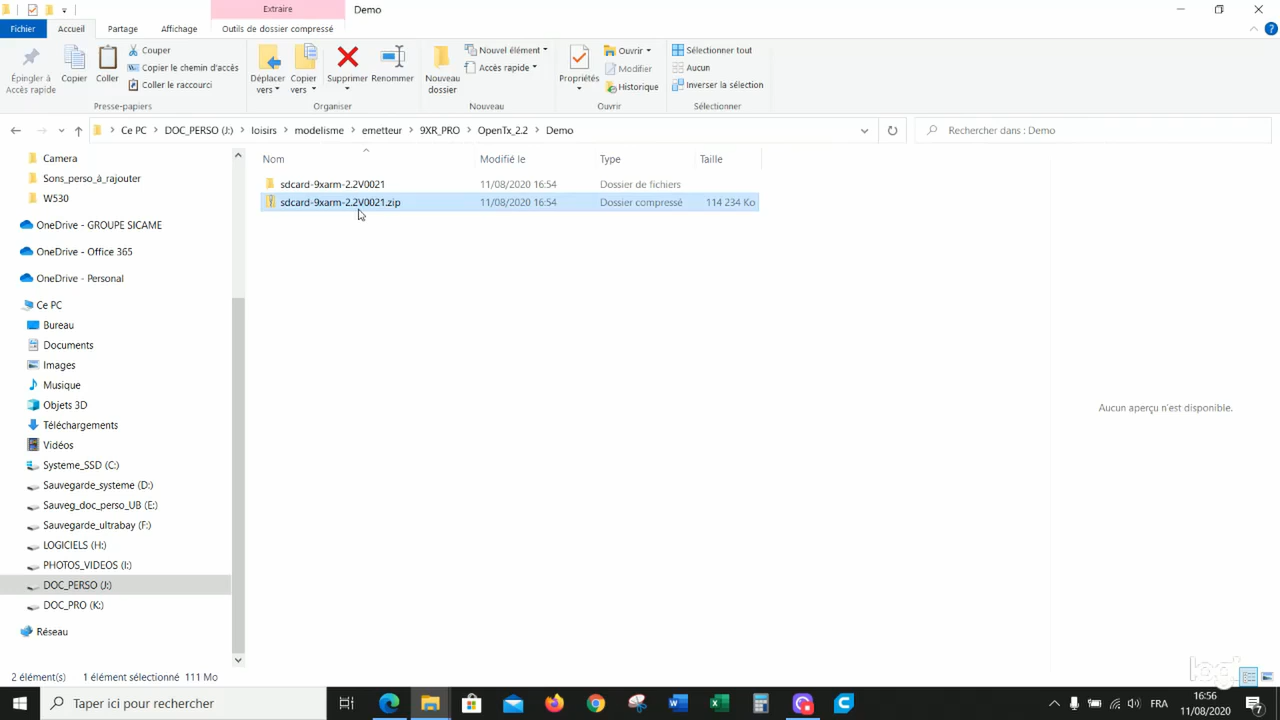 Extraire
Demo
Fichier
Accueil
Partage
Affichage
Outils de dossier compressé
Épingler à Accès rapide
Copier
Coller
Couper
Copier le chemin d'accès
Coller le raccourci
Presse-papiers
Déplacer vers
Copier vers
Supprimer
Renommer
Organiser
Nouveau dossier
Nouvel élément
Accès rapide
Nouveau
Propriétés
Ouvrir
Modifier
Historique
Ouvrir
Sélectionner tout
Aucun
Inverser la sélection
Sélectionner
Ce PC > DOC_PERSO (J:) > loisirs > modelisme > emetteur > 9XR_PRO > OpenTx_2.2 > Demo
Rechercher dans : Demo
Nom Modifié le Type Taille
sdcard-9xarm-2.2V0021 11/08/2020 16:54 Dossier de fichiers
sdcard-9xarm-2.2V0021.zip 11/08/2020 16:54 Dossier compressé 114 234 Ko
Camera
Sons_perso_à_rajouter
W530
OneDrive - GROUPE SICAME
OneDrive - Office 365
OneDrive - Personal
Ce PC
Bureau
Documents
Images
Musique
Objets 3D
Téléchargements
Vidéos
Systeme_SSD (C:)
Sauvegarde_systeme (D:)
Sauveg_doc_perso_UB (E:)
Sauvegarde_ultrabay (F:)
LOGICIELS (H:)
PHOTOS_VIDEOS (I:)
DOC_PERSO (J:)
DOC_PRO (K:)
Réseau
Aucun aperçu n'est disponible.
logi
2 élément(s) 1 élément sélectionné 111 Mo
Taper ici pour rechercher
FRA
16:56
11/08/2020
7